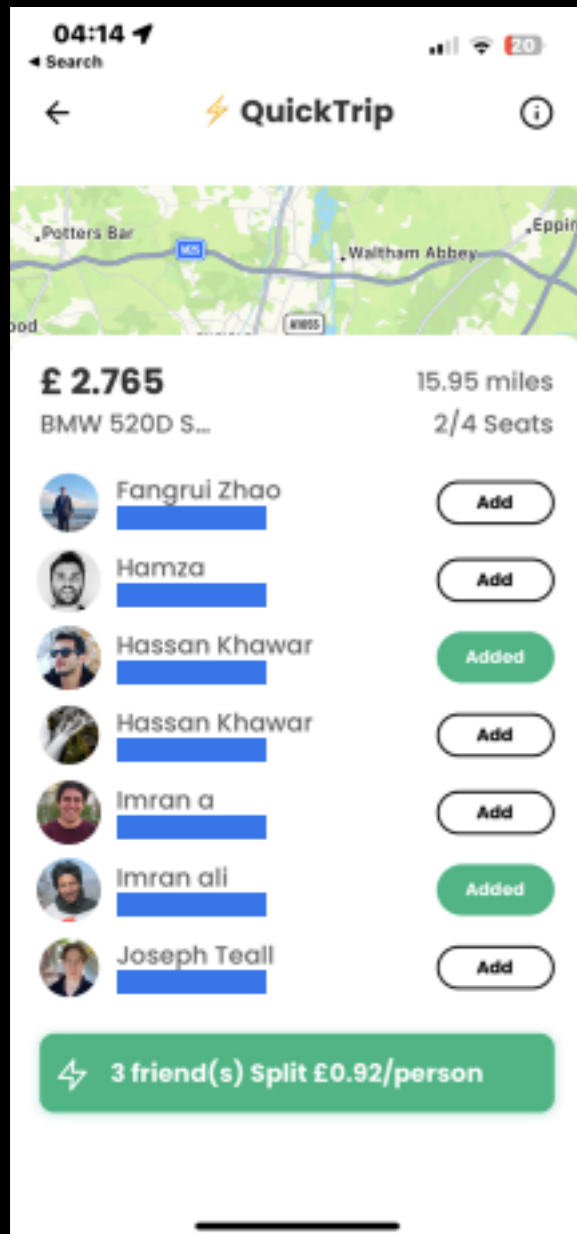 04:14
20
◀ Search
⚡ QuickTrip
Potters Bar
M25
Waltham Abbey
Eppin
ood
A1055
£ 2.765
15.95 miles
BMW 520D S...
2/4 Seats
Fangrui Zhao
Add
Hamza
Add
Hassan Khawar
Added
Hassan Khawar
Add
Imran a
Add
Imran ali
Added
Joseph Teall
Add
3 friend(s) Split £0.92/person